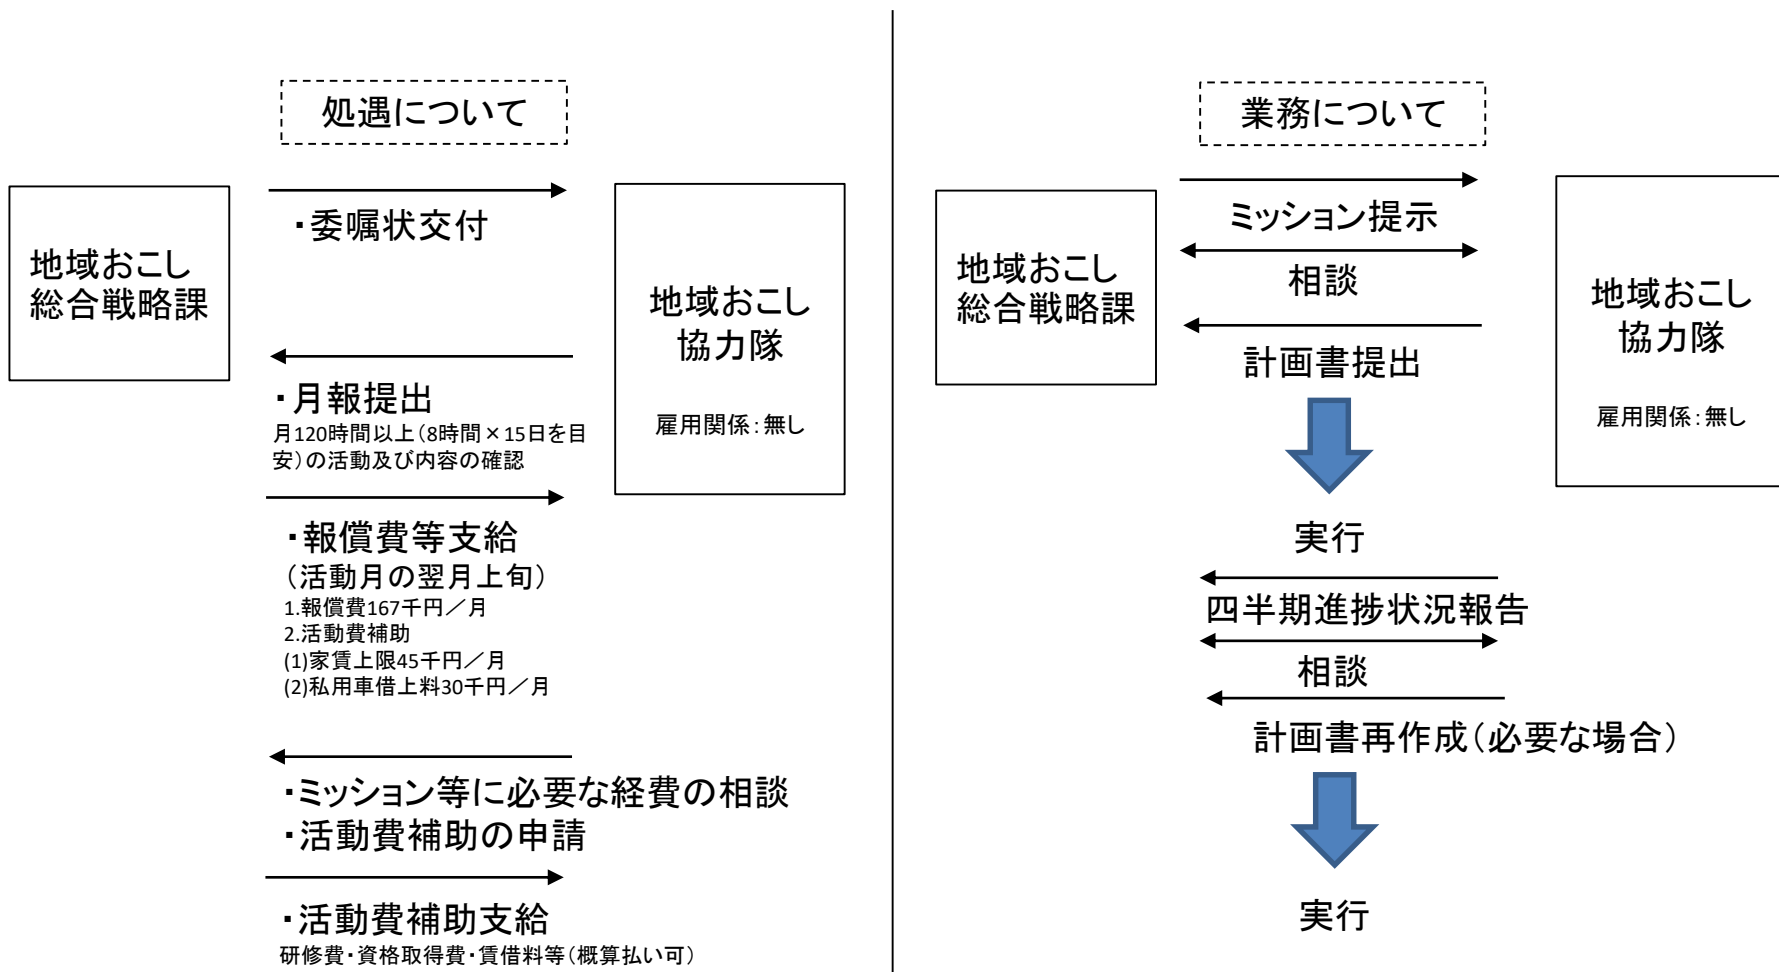 処遇について
地域おこし
総合戦略課
・委嘱状交付
地域おこし
協力隊
雇用関係：無し
・月報提出
月120時間以上（8時間×15日を目
安）の活動及び内容の確認
・報償費等支給
（活動月の翌月上旬）
1.報償費167千円／月
2.活動費補助
(1)家賃上限45千円／月
(2)私用車借上料30千円／月
・ミッション等に必要な経費の相談
・活動費補助の申請
・活動費補助支給
研修費・資格取得費・賃借料等（概算払い可）
業務について
地域おこし
総合戦略課
ミッション提示
相談
計画書提出
地域おこし
協力隊
雇用関係：無し
実行
四半期進捗状況報告
相談
計画書再作成（必要な場合）
実行